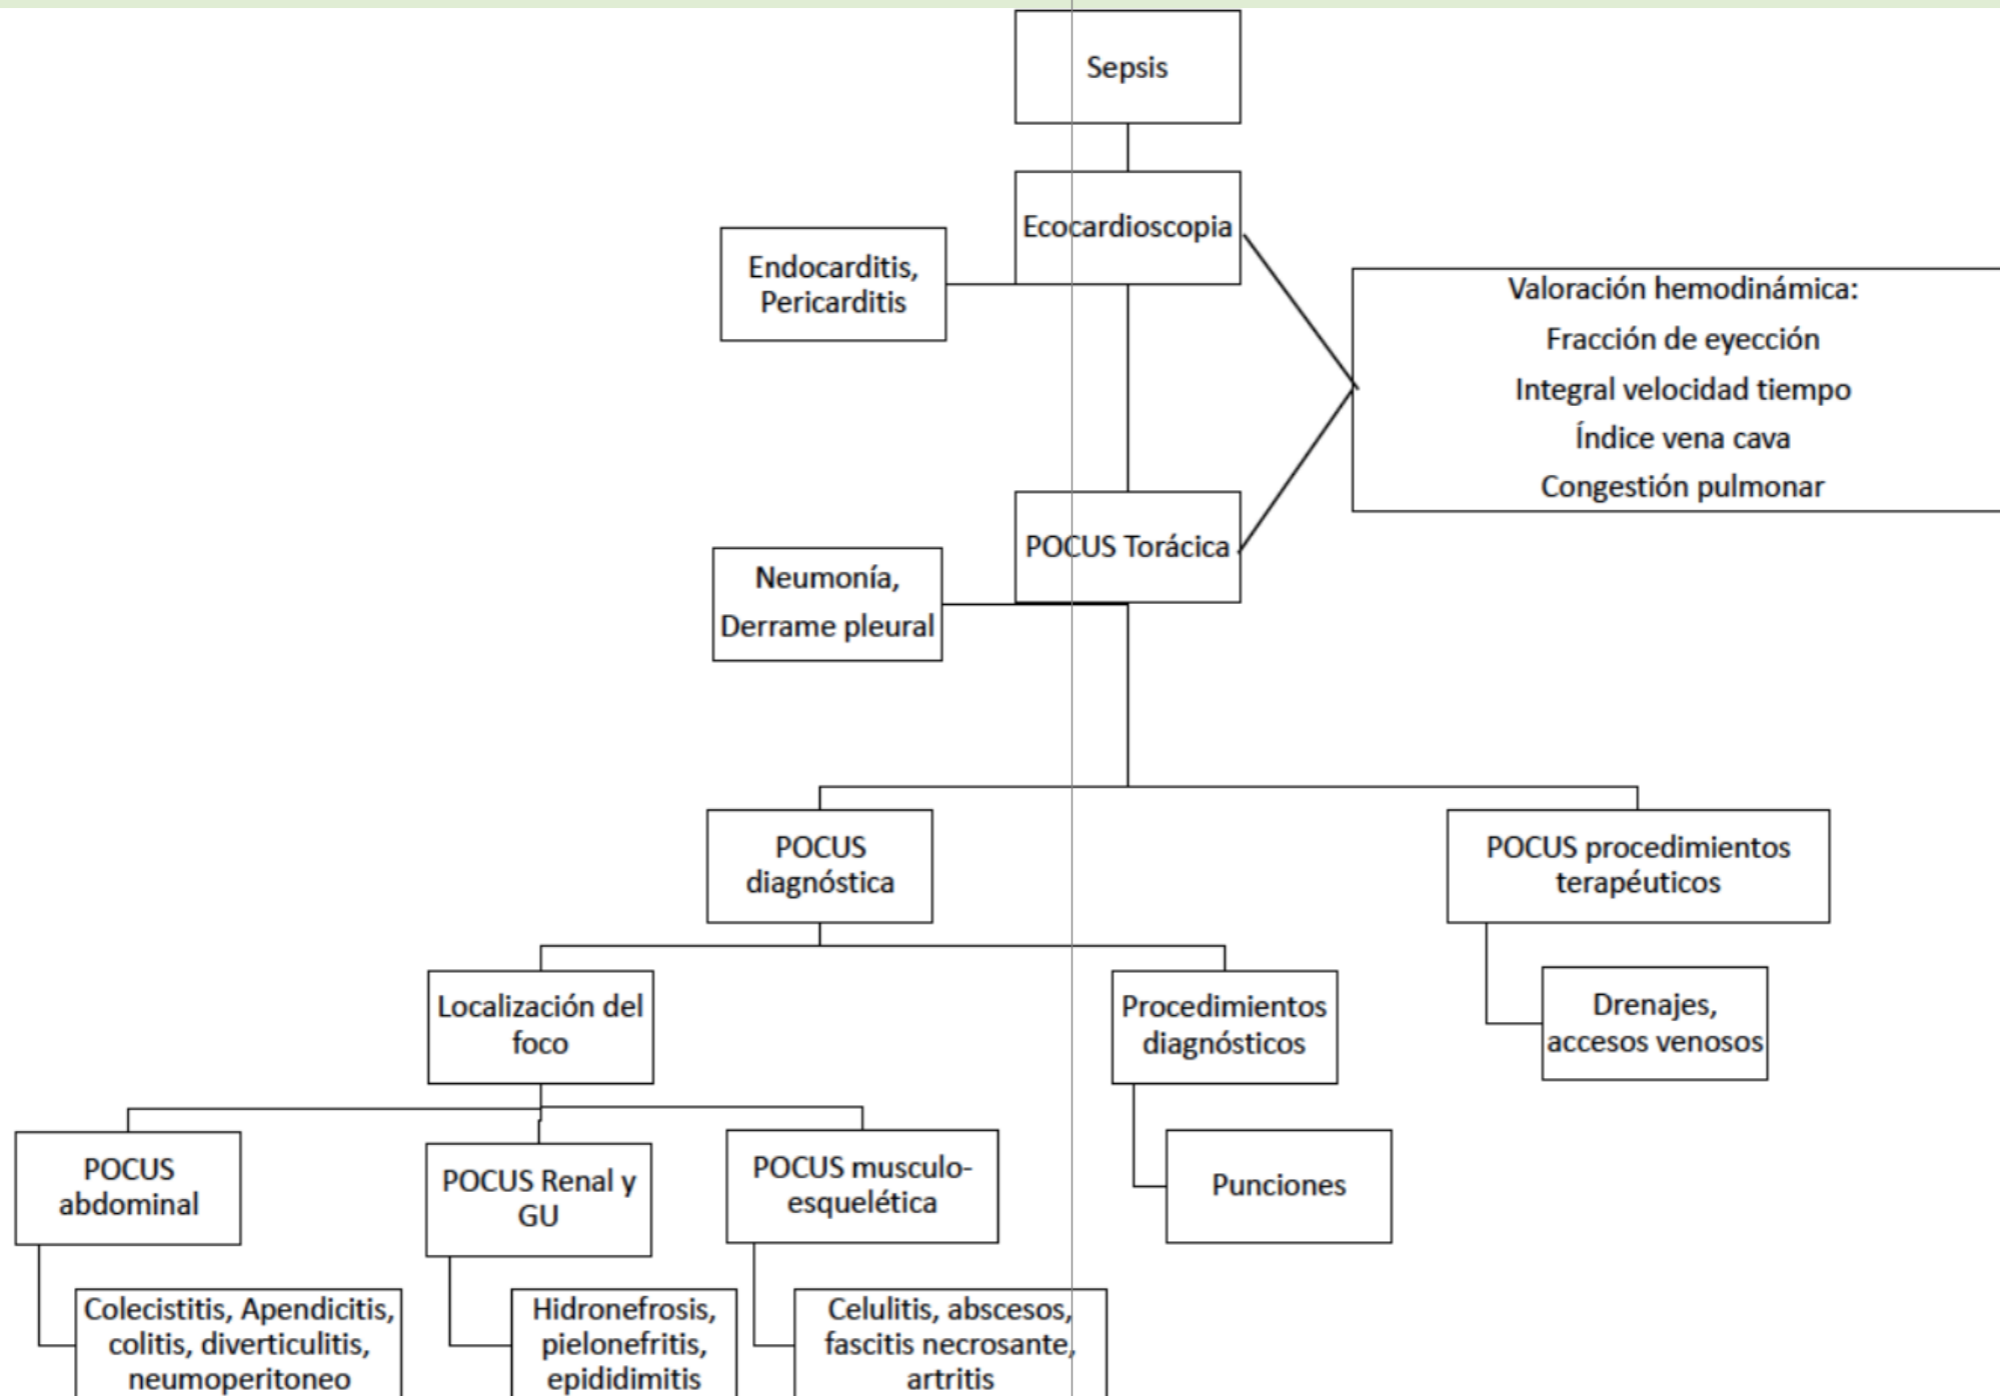 Sepsis
Ecocardioscopia
Endocarditis,
Pericarditis
Valoración hemodinámica:
Fracción de eyección
Integral velocidad tiempo
Índice vena cava
Congestión pulmonar
POCUS Torácica
Neumonía,
Derrame pleural
POCUS
diagnóstica
POCUS procedimientos
terapéuticos
Localización del
foco
Procedimientos
diagnósticos
Drenajes,
accesos venosos
POCUS
abdominal
POCUS Renal y
GU
POCUS musculo-
esquelética
Punciones
Colecistitis, Apendicitis,
colitis, diverticulitis,
neumoperitoneo
Hidronefrosis,
pielonefritis,
epididimitis
Celulitis, abscesos,
fascitis necrosante,
artritis